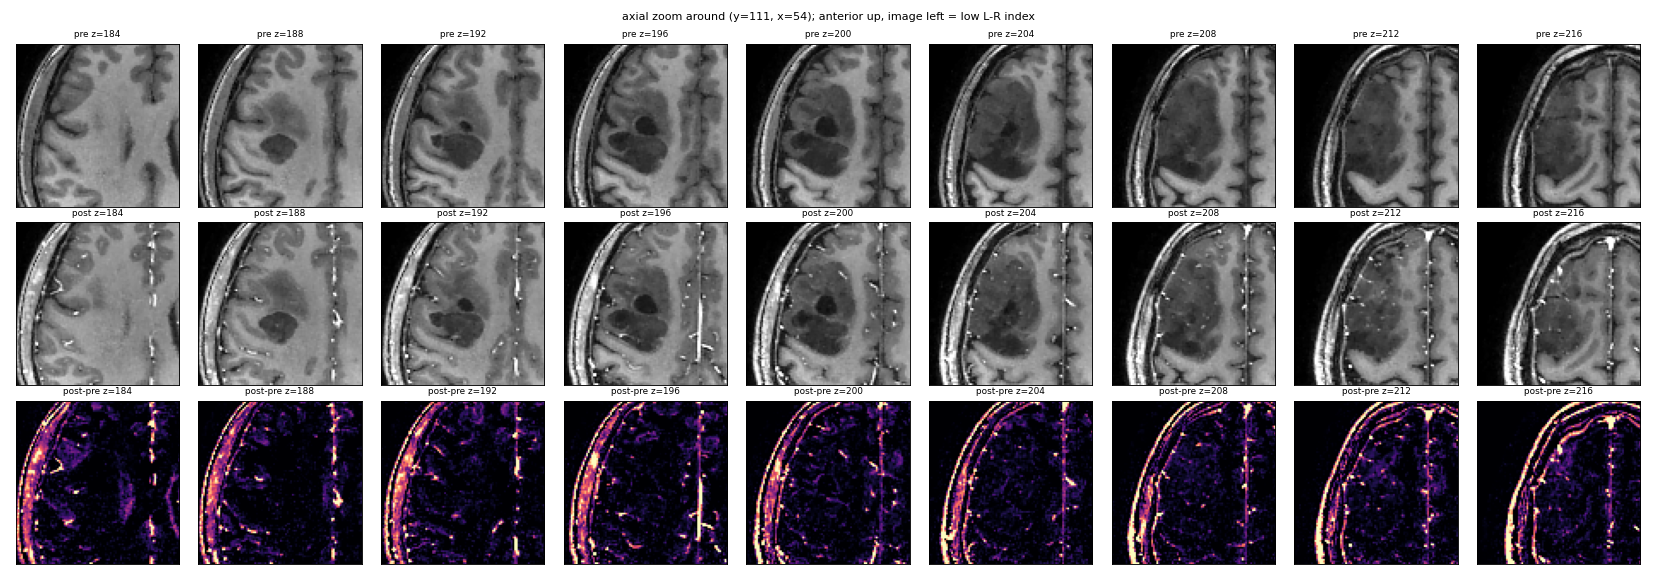 axial zoom around (y=111, x=54); anterior up, image left = low L-R index
pre z=184
pre z=188
pre z=192
pre z=196
pre z=200
pre z=204
pre z=208
pre z=212
pre z=216
post z=184
post z=188
post z=192
post z=196
post z=200
post z=204
post z=208
post z=212
post z=216
post-pre z=184
post-pre z=188
post-pre z=192
post-pre z=196
post-pre z=200
post-pre z=204
post-pre z=208
post-pre z=212
post-pre z=216